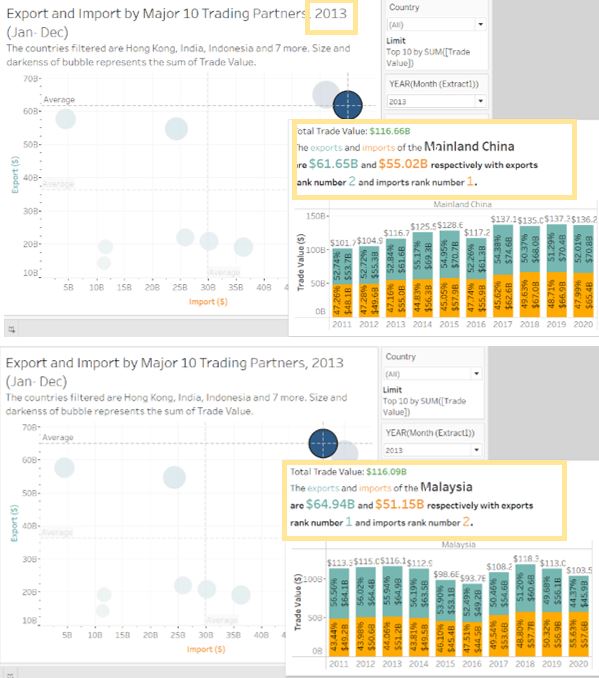 Export and Import by Major 10 Trading Partners, 2013
(Jan- Dec)
The countries filtered are Hong Kong, India, Indonesia and 7 more. Size and
darkenss of bubble represents the sum of Trade Value.
Country
(All)
Limit
Top 10 by SUM([Trade
Value])
YEAR(Month (Extract1))
2013
70B
60B
50B
40B
30B
20B
10B
Export ($)
Average
Average
Average
5B 10B 15B 20B 25B 30B 35B 40B
Import ($)
Total Trade Value: $116.66B
The exports and imports of the Mainland China
are $61.65B and $55.02B respectively with exports
rank number 2 and imports rank number 1.
Mainland China
Trade Value ($)
150B
100B
50B
0B
$101.7 $104.9 $116.7 $125.5 $128.6 $117.2 $137.1 $135.0 $137.3 $136.2
52.74% 52.72% 52.84% 55.17% 54.95% 52.26% 54.38% 50.37% 51.29% 52.01%
$53.7B $55.3B $61.6B $69.3B $70.7B $61.3B $74.6B $68.0B $70.4B $70.8B
47.26% 47.28% 47.16% 44.83% 45.05% 47.74% 45.62% 49.63% 48.71% 47.99%
$48.1B $49.6B $55.0B $56.3B $57.9B $55.9B $62.6B $67.0B $66.9B $65.4B
2011 2012 2013 2014 2015 2016 2017 2018 2019 2020
Export and Import by Major 10 Trading Partners, 2013
(Jan- Dec)
The countries filtered are Hong Kong, India, Indonesia and 7 more. Size and
darkenss of bubble represents the sum of Trade Value.
Country
(All)
Limit
Top 10 by SUM([Trade
Value])
YEAR(Month (Extract1))
2013
70B
60B
50B
40B
30B
20B
10B
Export ($)
Average
Average
Average
5B 10B 15B 20B 25B 30B 35B 40B 4
Import ($)
Total Trade Value: $116.09B
The exports and imports of the Malaysia
are $64.94B and $51.15B respectively with exports
rank number 1 and imports rank number 2.
Malaysia
Trade Value ($)
100B
50B
0B
$113.3 $115.0 $116.1 $112.9 $98.6E $93.7E $108.2 $118.3 $113.0 $103.5
56.56% 56.02% 55.94% 56.19% 53.90% 52.49% 50.46% 51.20% 49.68% 44.37%
$64.1B $64.4B $64.9B $63.5B $53.1B $49.2B $54.6B $60.6B $56.1B $45.9B
43.44% 43.98% 44.06% 43.81% 46.10% 47.51% 49.54% 48.80% 50.32% 55.63%
$49.2B $50.6B $51.2B $49.5B $45.4B $44.5B $53.6B $57.7B $56.9B $57.6B
2011 2012 2013 2014 2015 2016 2017 2018 2019 2020